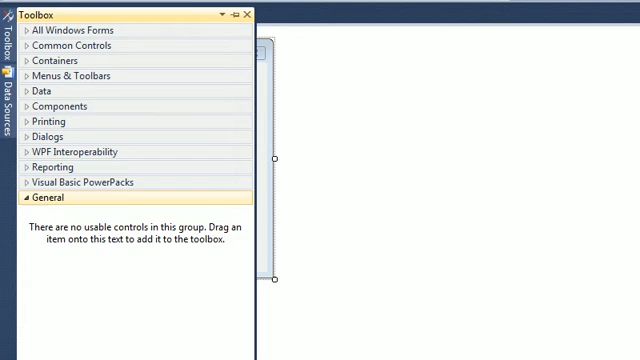 Toolbox
Toolbox
Data Sources
All Windows Forms
Common Controls
Containers
Menus & Toolbars
Data
Components
Printing
Dialogs
WPF Interoperability
Reporting
Visual Basic PowerPacks
General
There are no usable controls in this group. Drag an
item onto this text to add it to the toolbox.